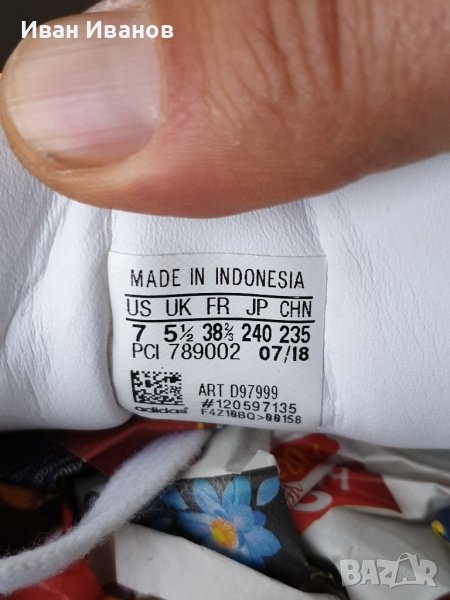 Иван Иванов
MADE IN INDONESIA
US UK FR JP CHN
7 5½ 38⅔ 240 235
PCI 789002 07/18
ART D97999
adidas #120597135
F4Z10BQ>00158
BAZAR